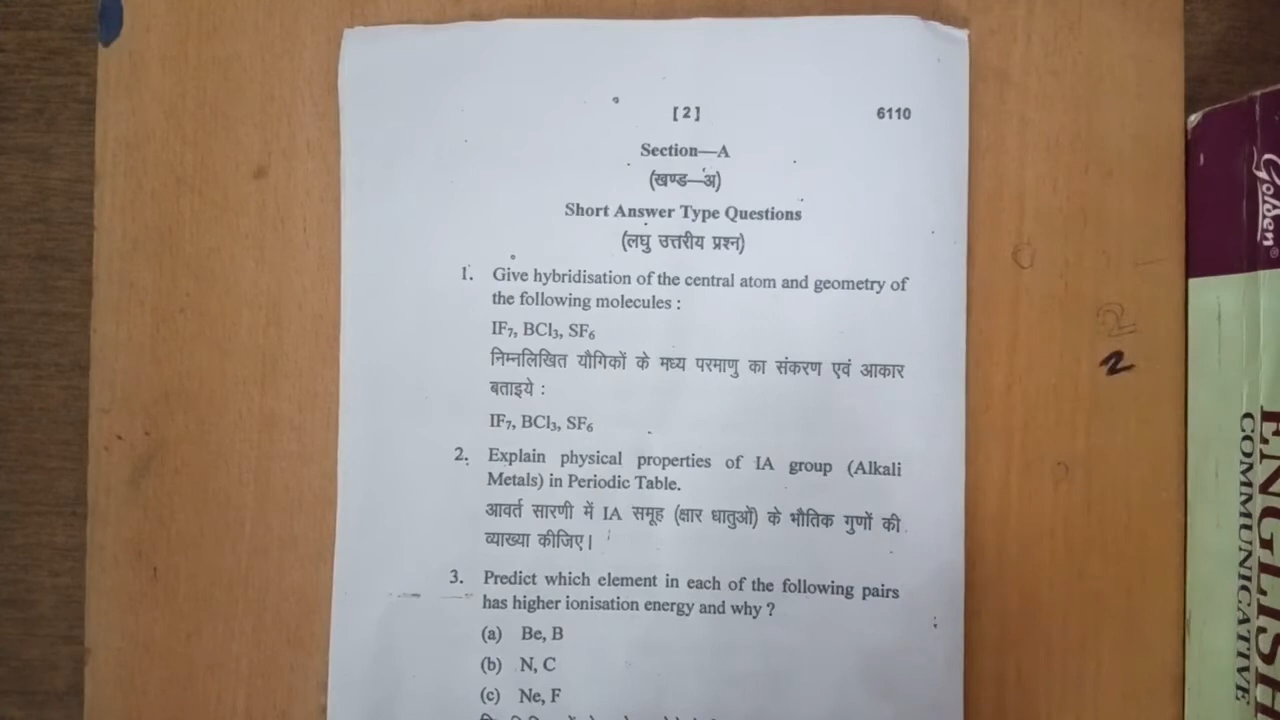 [ 2 ]
6110
Section—A
(खण्ड—अ)
Short Answer Type Questions
(लघु उत्तरीय प्रश्न)
1. Give hybridisation of the central atom and geometry of
the following molecules :
IF₇, BCl₃, SF₆
निम्नलिखित यौगिकों के मध्य परमाणु का संकरण एवं आकार
बताइये :
IF₇, BCl₃, SF₆
2. Explain physical properties of IA group (Alkali
Metals) in Periodic Table.
आवर्त सारणी में IA समूह (क्षार धातुओं) के भौतिक गुणों की
व्याख्या कीजिए।
3. Predict which element in each of the following pairs
has higher ionisation energy and why ?
(a) Be, B
(b) N, C
(c) Ne, F
2
Golden
ENGLISH
COMMUNICATIVE